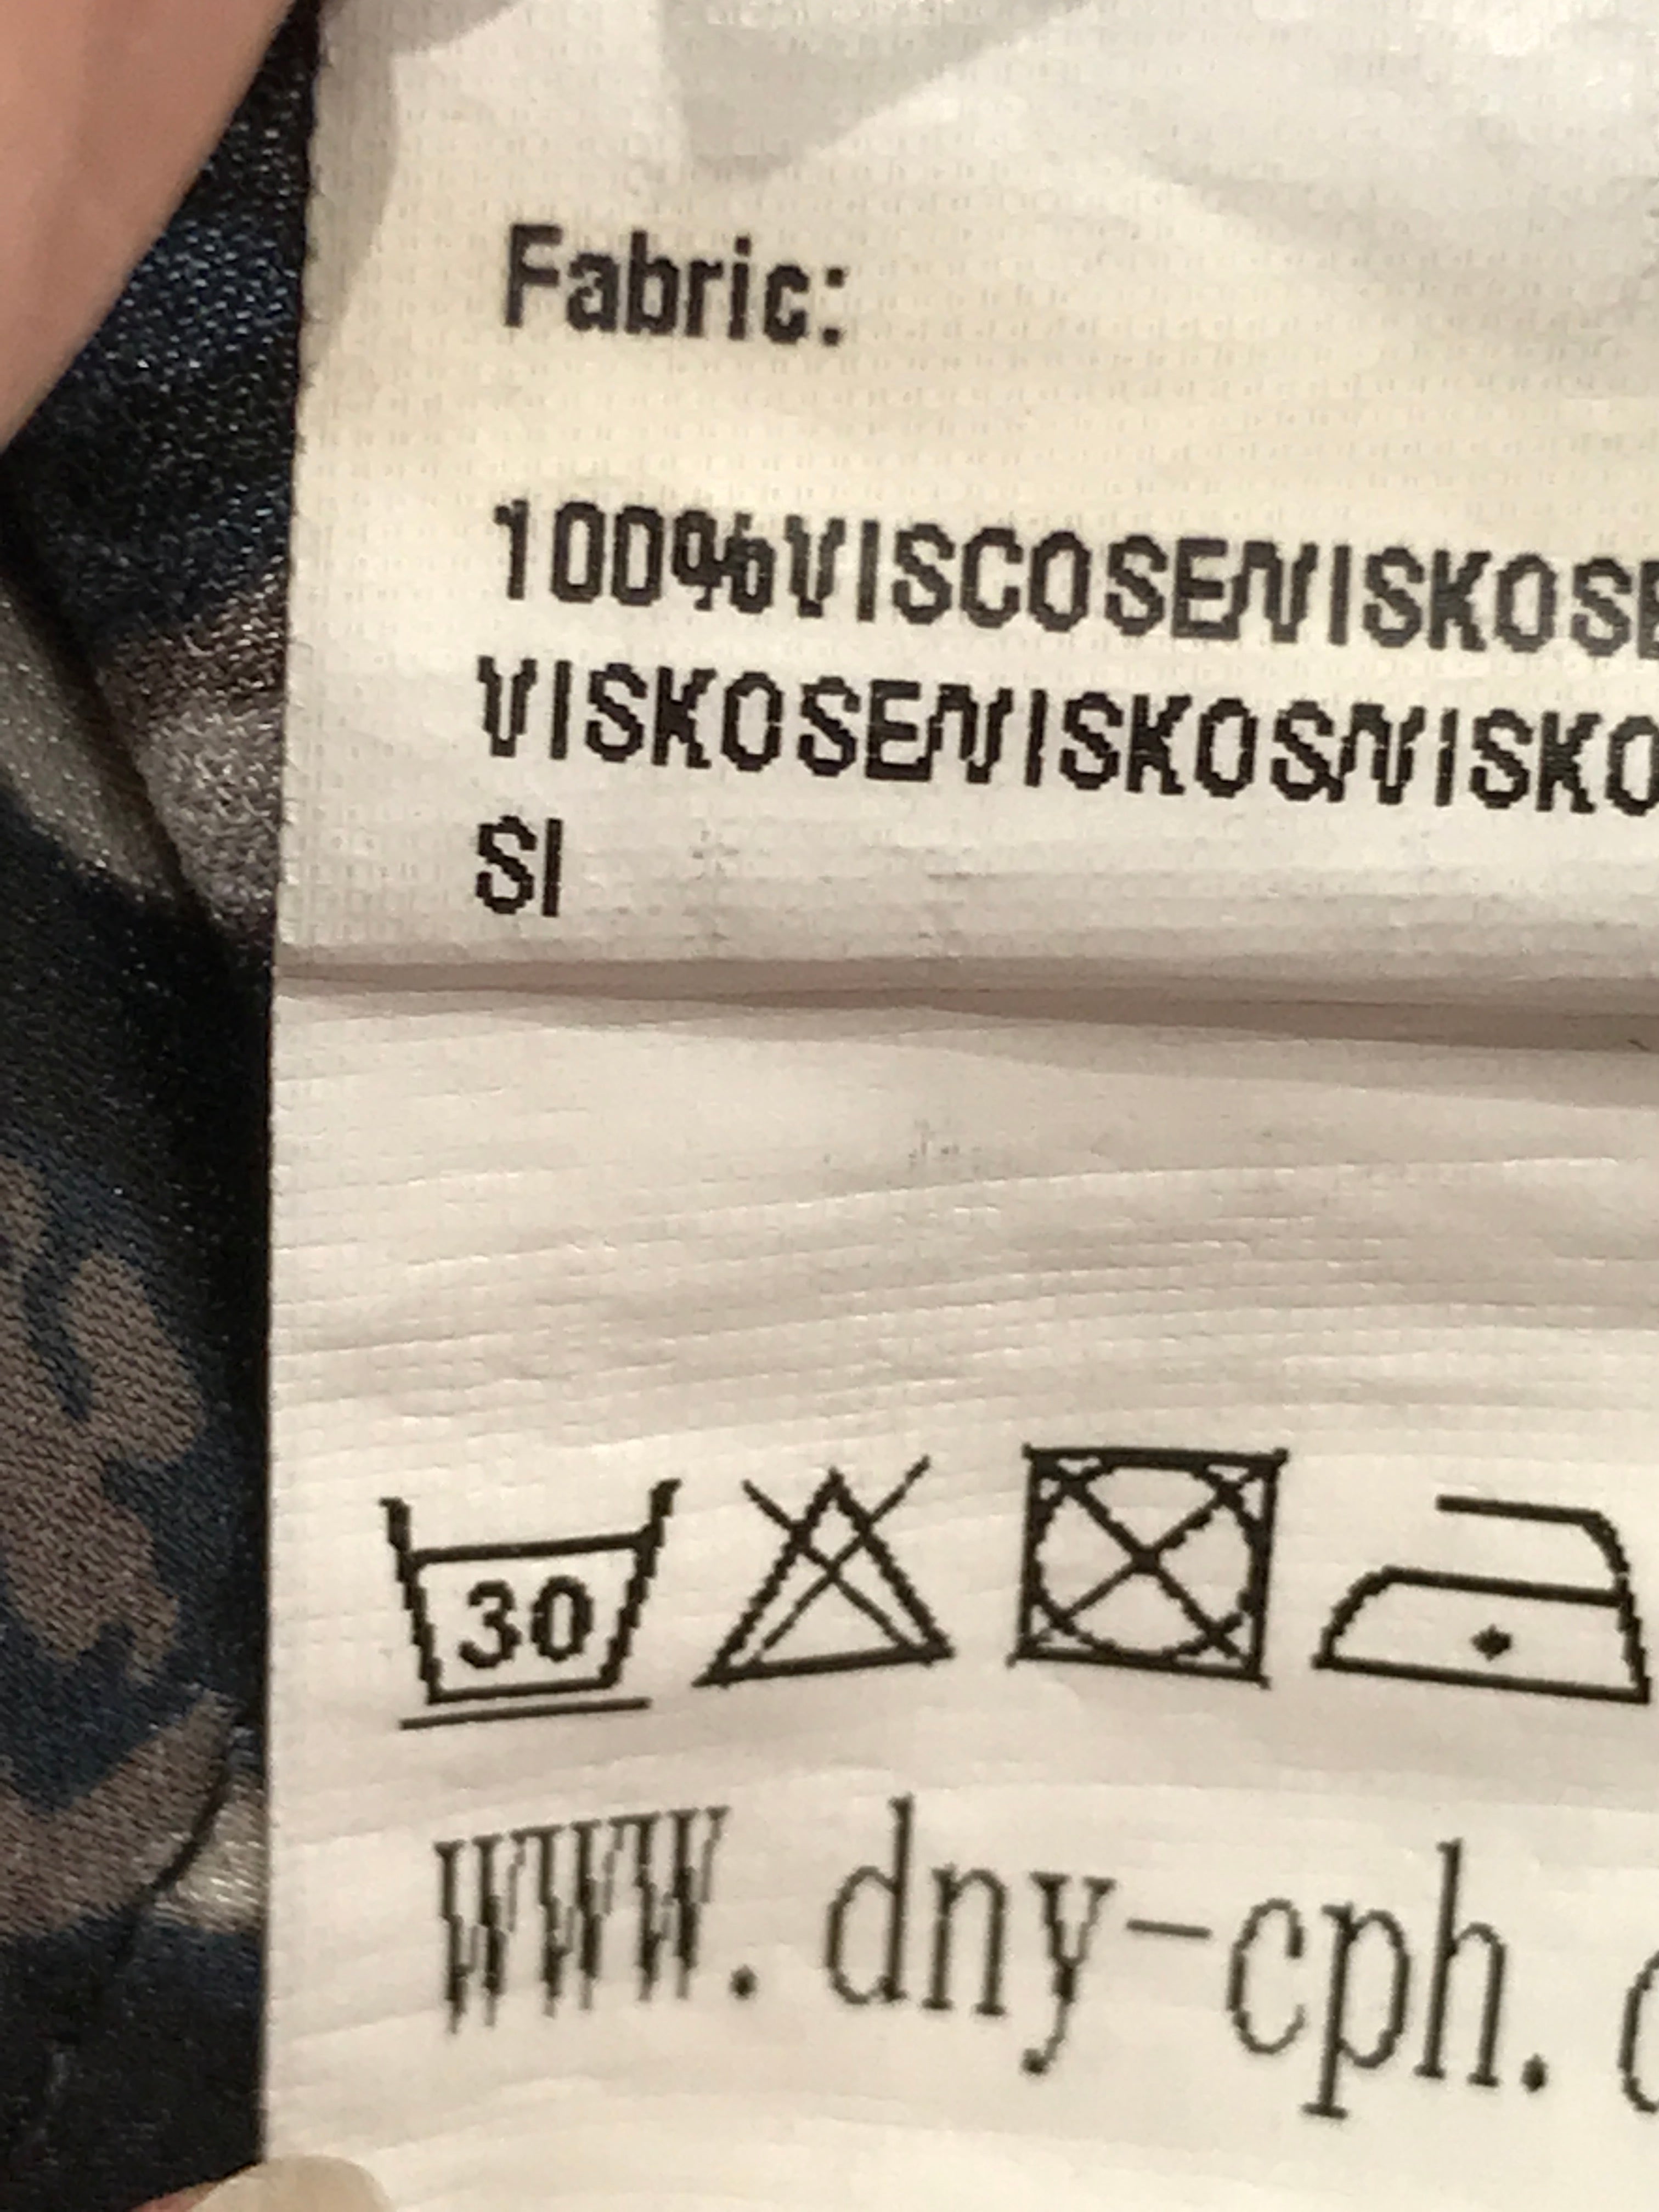 Fabric:
100%VISCOSE/VISKOSE
VISKOSE/VISKOS/VISKO
SI
30
www.dny-cph.